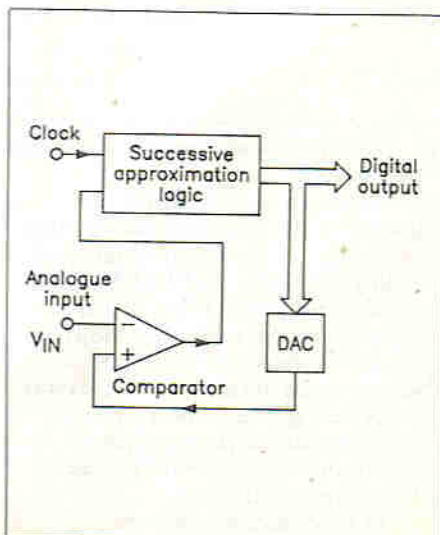 Clock
Successive
approximation
logic
Digital
output
Analogue
input
VIN
−
+
Comparator
DAC